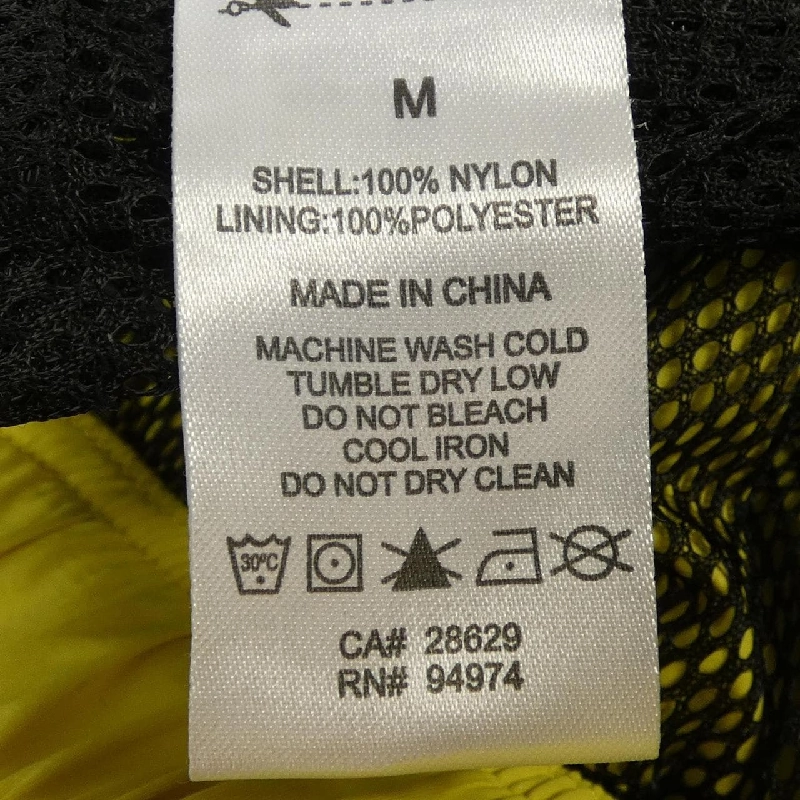 M
SHELL:100% NYLON
LINING:100%POLYESTER
MADE IN CHINA
MACHINE WASH COLD
TUMBLE DRY LOW
DO NOT BLEACH
COOL IRON
DO NOT DRY CLEAN
30°C
CA# 28629
RN# 94974